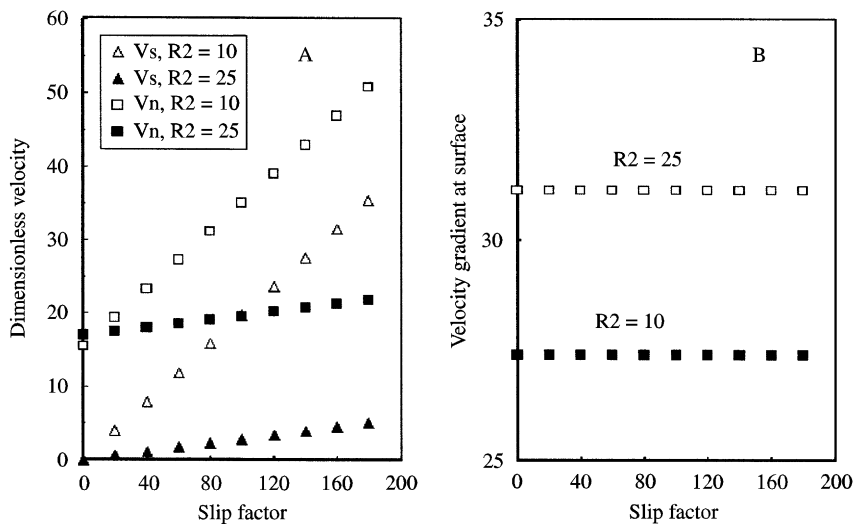 60
50
40
30
20
10
0
Dimensionless velocity
A
Vs, R2 = 10
Vs, R2 = 25
Vn, R2 = 10
Vn, R2 = 25
0 40 80 120 160 200
Slip factor
35
30
25
Velocity gradient at surface
B
R2 = 25
R2 = 10
0 40 80 120 160 200
Slip factor